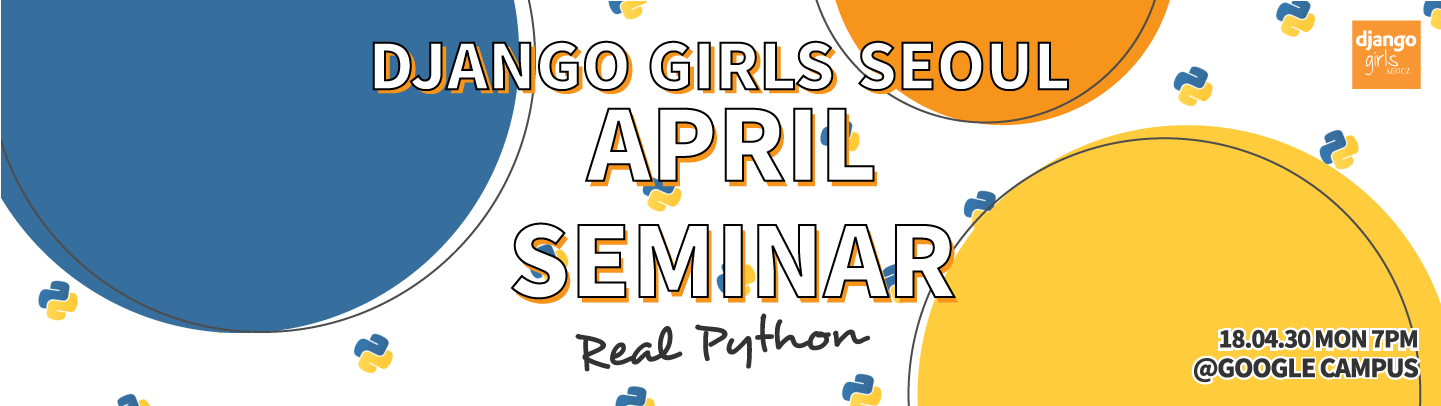 DJANGO GIRLS SEOUL
APRIL
SEMINAR
Real Python
django
girls
SEOUL
18.04.30 MON 7PM
@GOOGLE CAMPUS